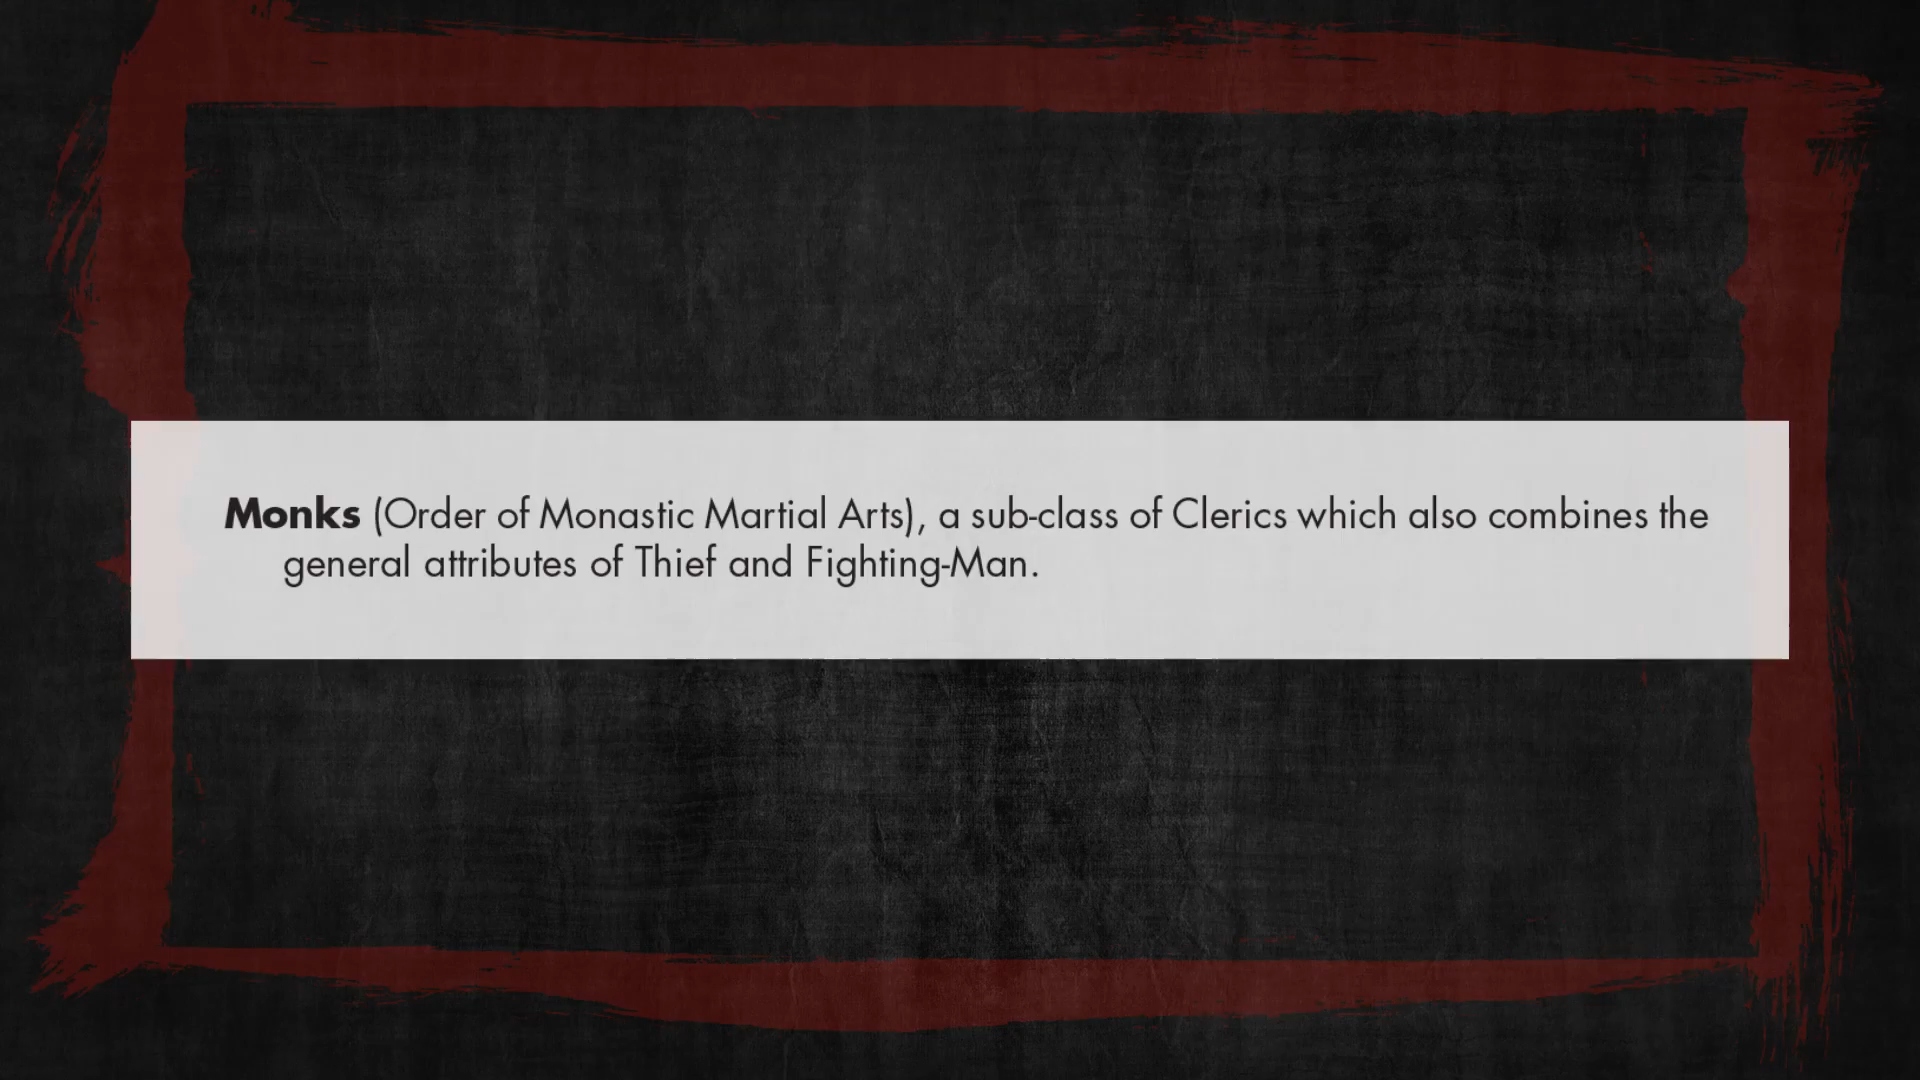 Monks (Order of Monastic Martial Arts), a sub-class of Clerics which also combines the
general attributes of Thief and Fighting-Man.